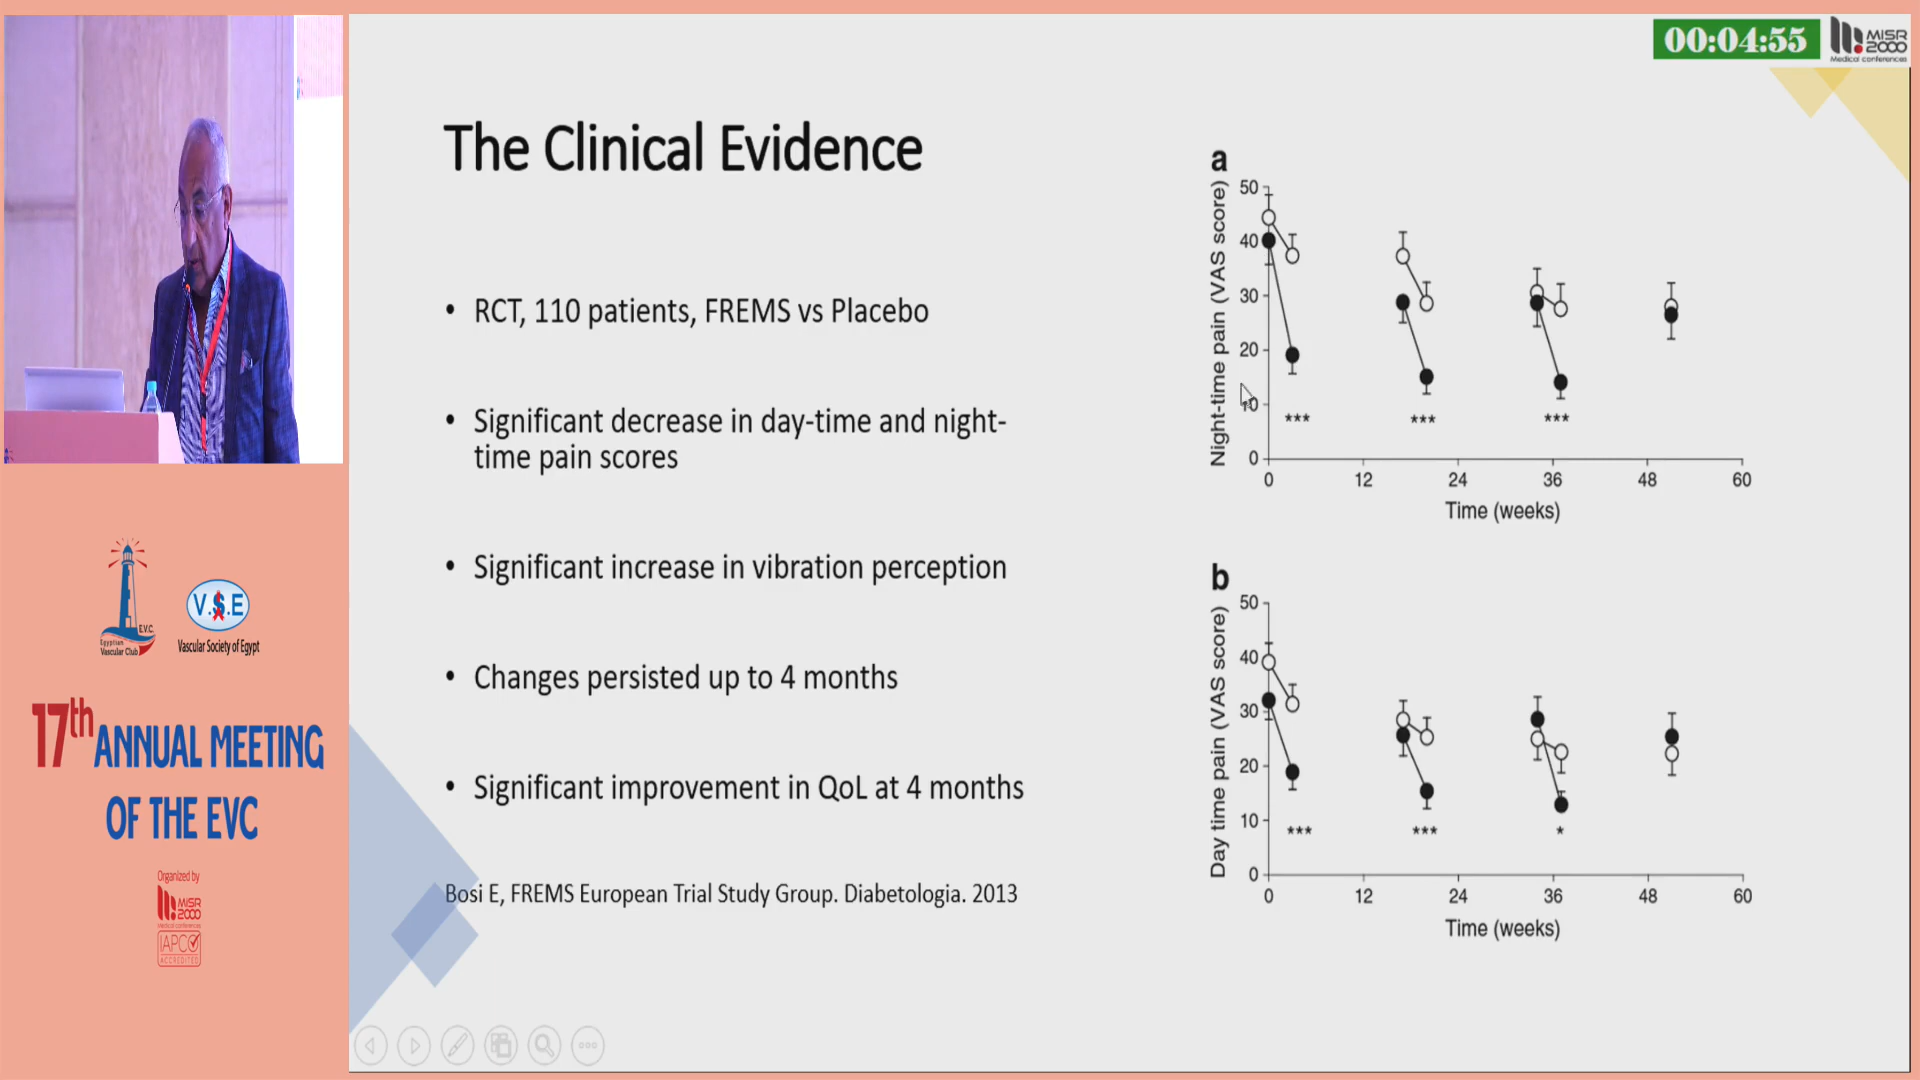 00:04:55
MISR
2000
Medical conferences
The Clinical Evidence
• RCT, 110 patients, FREMS vs Placebo
• Significant decrease in day-time and night-
time pain scores
• Significant increase in vibration perception
• Changes persisted up to 4 months
• Significant improvement in QoL at 4 months
Bosi E, FREMS European Trial Study Group. Diabetologia. 2013
a
Night-time pain (VAS score)
50
40
30
20
10
0
*** *** ***
0 12 24 36 48 60
Time (weeks)
b
Day time pain (VAS score)
50
40
30
20
10
0
*** *** *
0 12 24 36 48 60
Time (weeks)
E.V.C.
Egyptian
Vascular Club
V.S.E
Vascular Society of Egypt
17th ANNUAL MEETING
OF THE EVC
Organized by
MISR
2000
Medical conferences
IAPCO
ACCREDITED